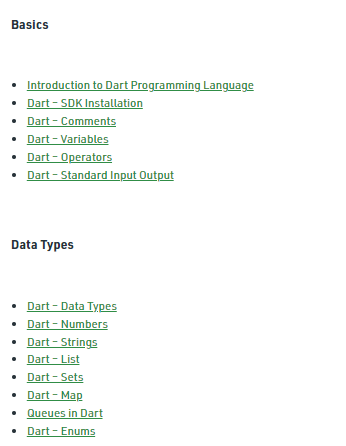 Basics
Introduction to Dart Programming Language
Dart – SDK Installation
Dart – Comments
Dart – Variables
Dart – Operators
Dart – Standard Input Output
Data Types
Dart – Data Types
Dart – Numbers
Dart – Strings
Dart – List
Dart – Sets
Dart – Map
Queues in Dart
Dart – Enums